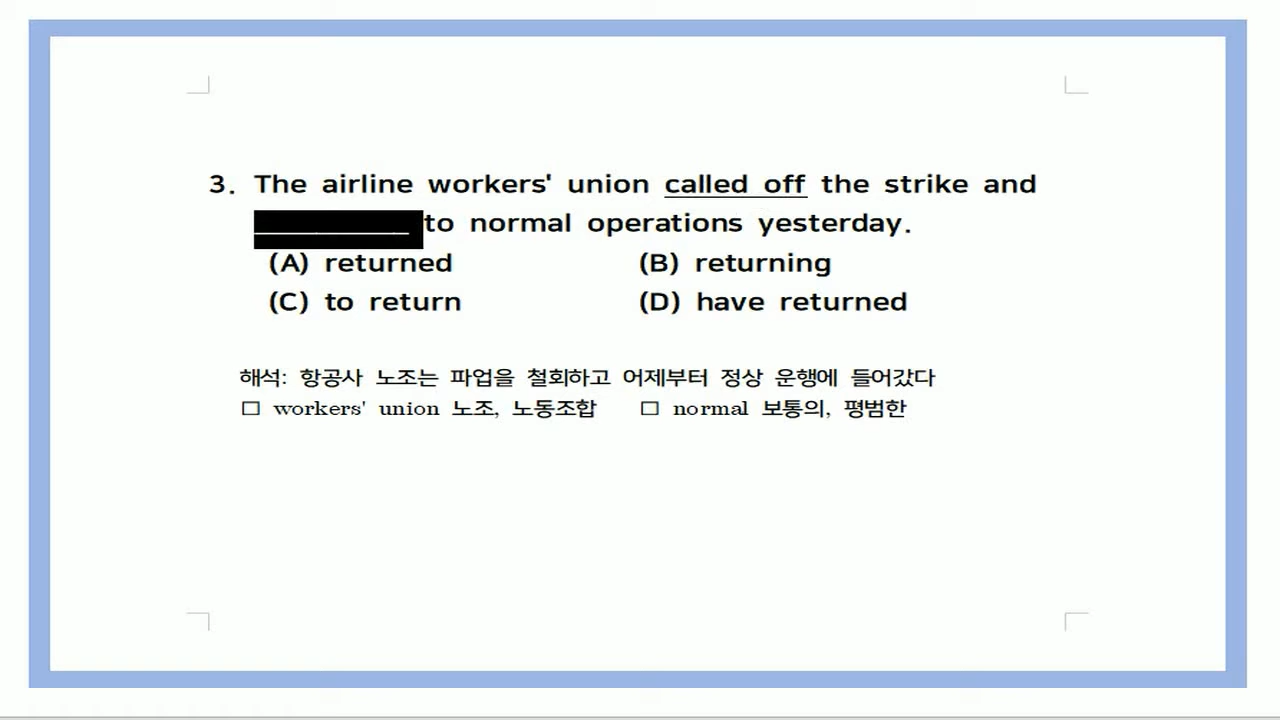 3. The airline workers' union called off the strike and
__________ to normal operations yesterday.
(A) returned (B) returning
(C) to return (D) have returned
해석: 항공사 노조는 파업을 철회하고 어제부터 정상 운행에 들어갔다
□ workers' union 노조, 노동조합 □ normal 보통의, 평범한